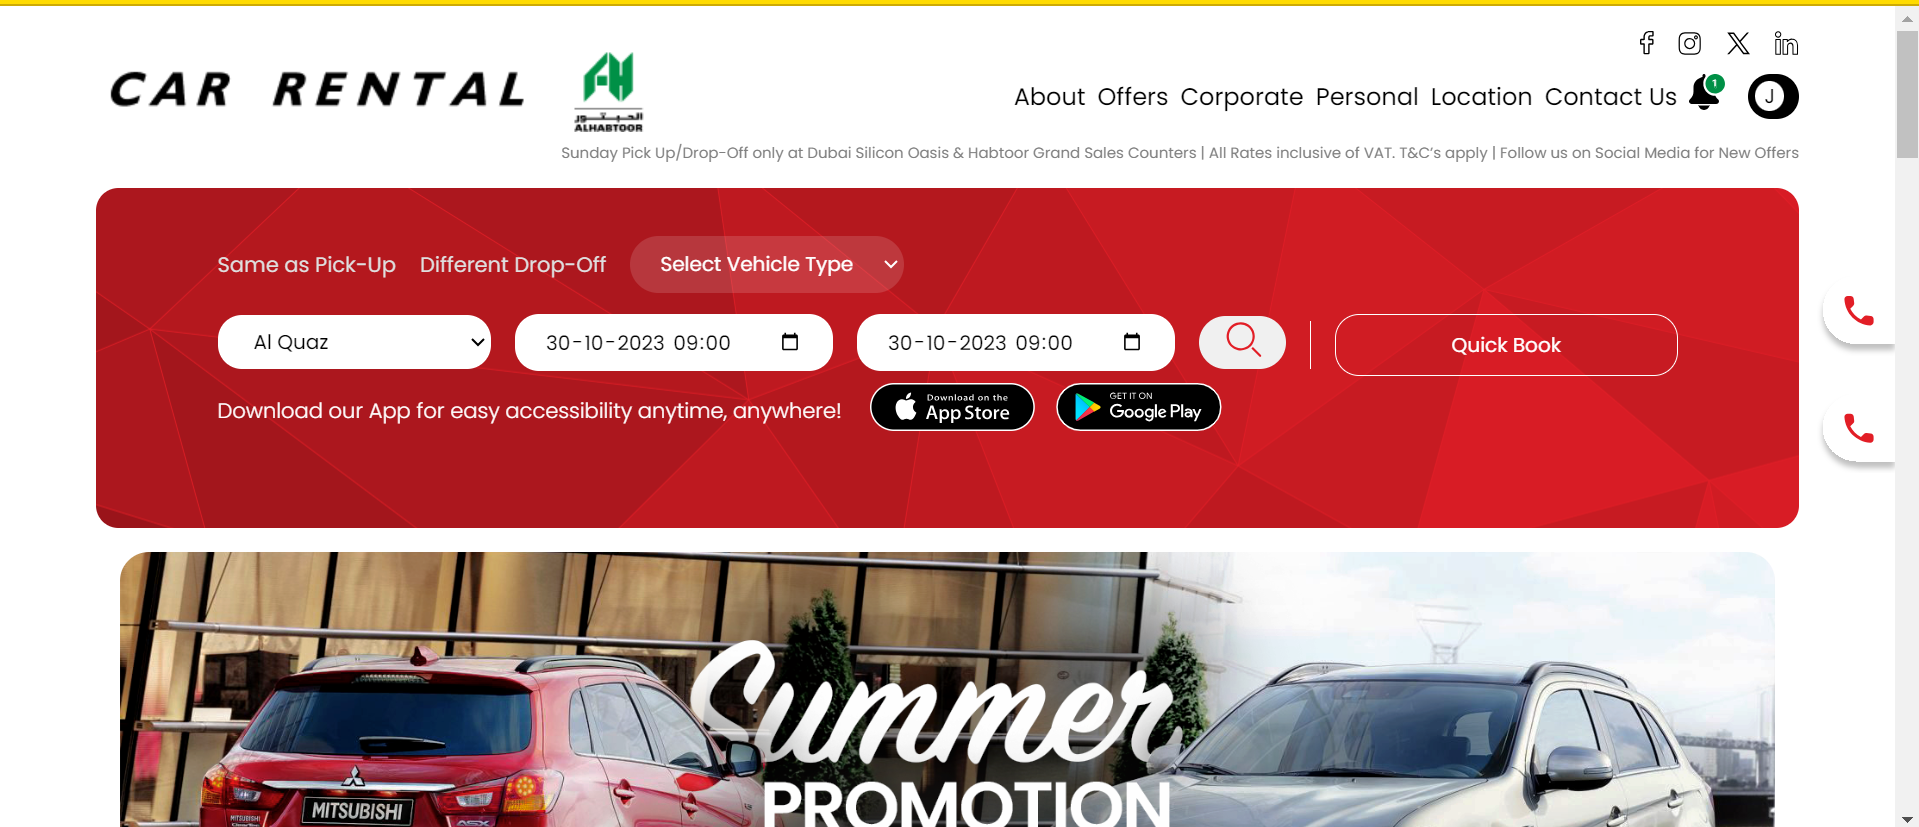 CAR RENTAL
الحبتور
ALHABTOOR
About Offers Corporate Personal Location Contact Us
1
J
Sunday Pick Up/Drop-Off only at Dubai Silicon Oasis & Habtoor Grand Sales Counters | All Rates inclusive of VAT. T&C's apply | Follow us on Social Media for New Offers
Same as Pick-Up Different Drop-Off Select Vehicle Type
Al Quaz 30-10-2023 09:00 30-10-2023 09:00 Quick Book
Download our App for easy accessibility anytime, anywhere!
Download on the
App Store
GET IT ON
Google Play
Summer
PROMOTION
MITSUBISHI
MITSUBISHI
ASX